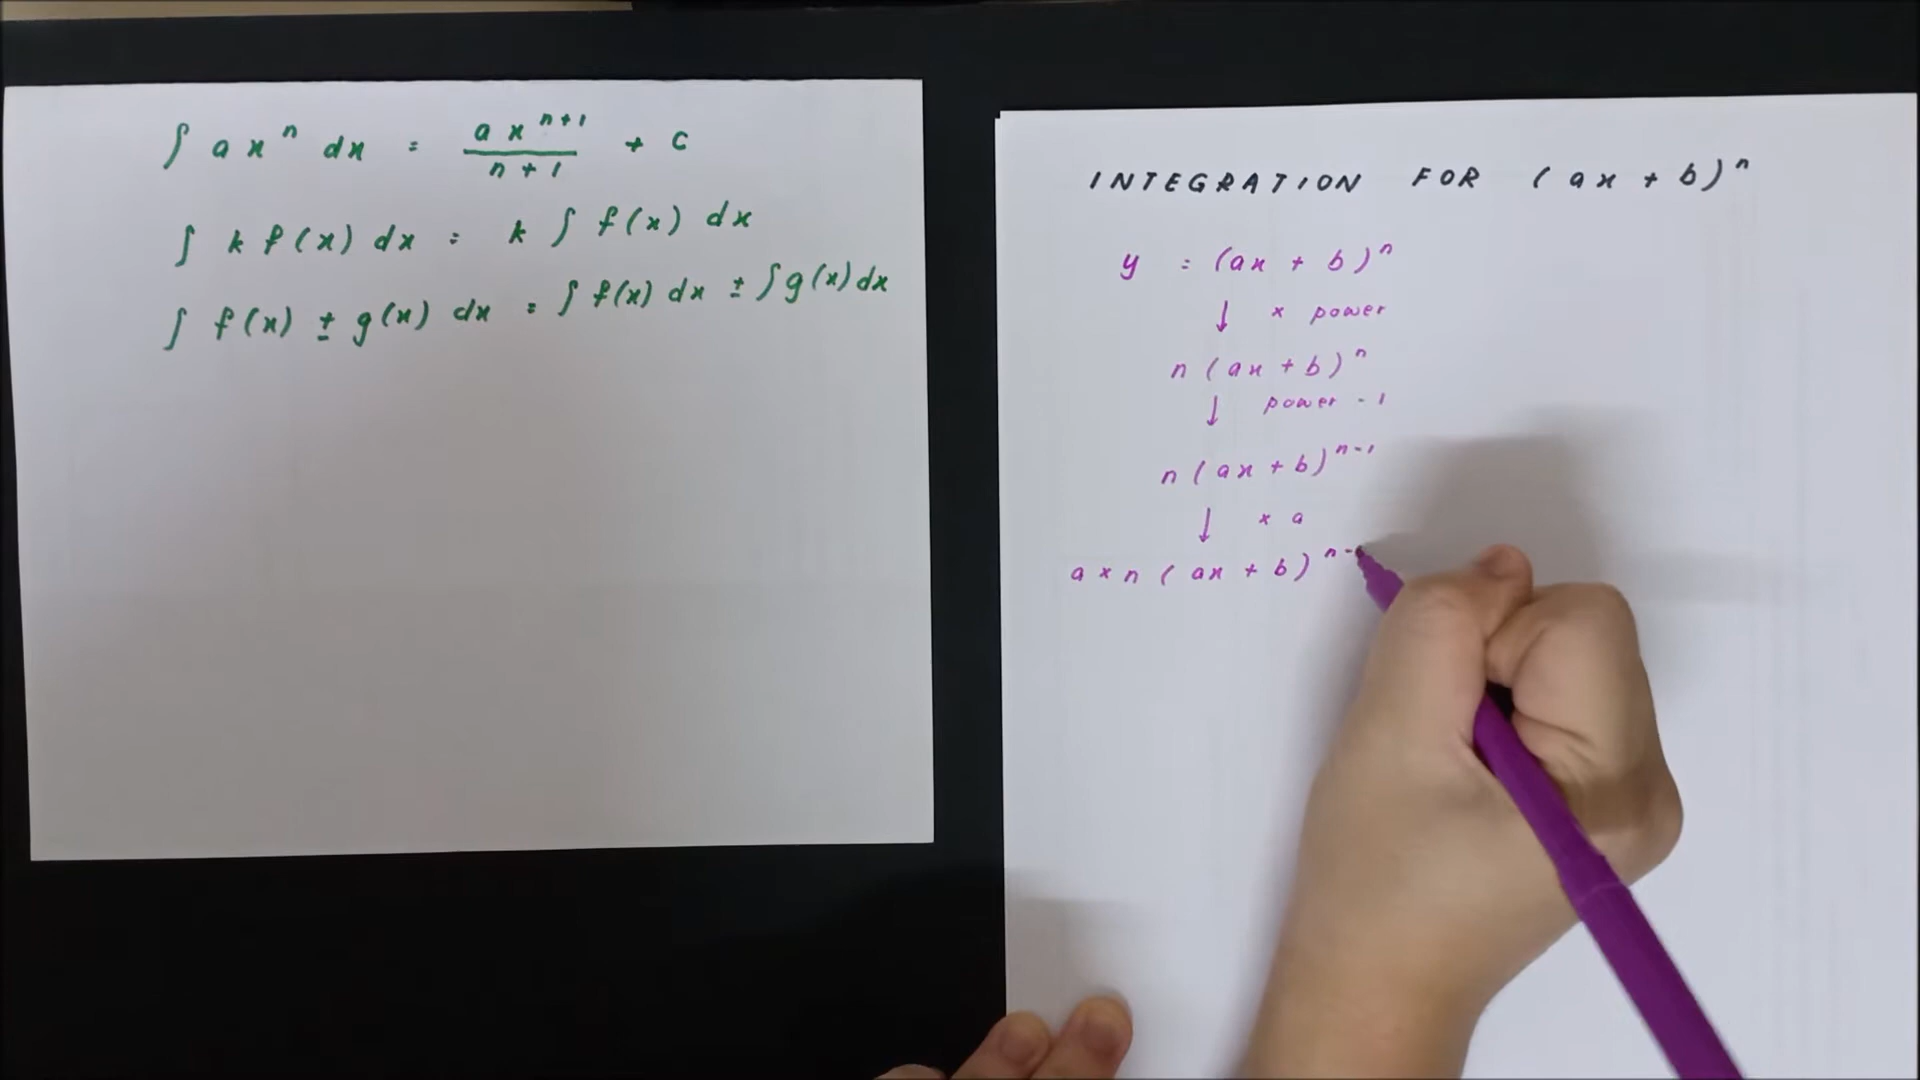 ∫ a x^n dx = a x^(n+1) / (n+1) + c
∫ k f(x) dx = k ∫ f(x) dx
∫ f(x) ± g(x) dx = ∫ f(x) dx ± ∫ g(x) dx
INTEGRATION FOR (ax + b)^n
y = (ax + b)^n
↓ × power
n (ax + b)^n
↓ power - 1
n (ax + b)^(n-1)
↓ × a
a × n (ax + b)^(n-